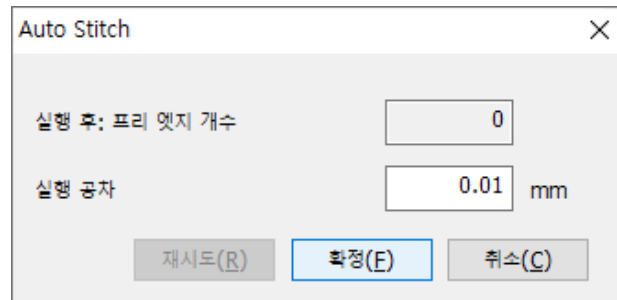 Auto Stitch
실행 후: 프리 엣지 개수 0
실행 공차 0.01 mm
재시도(R) 확정(F) 취소(C)